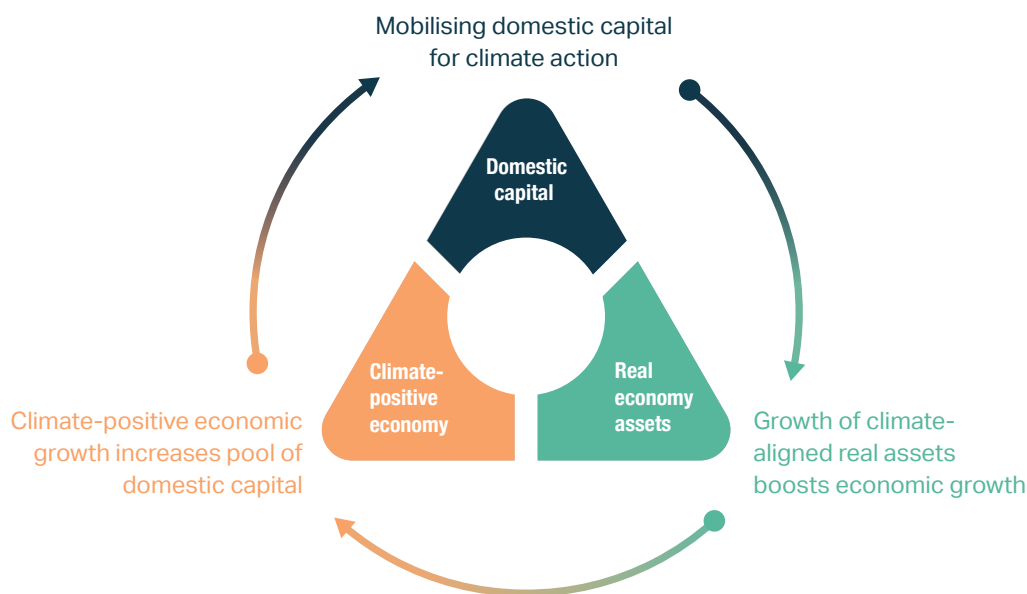 Mobilising domestic capital
for climate action
Domestic
capital
Climate-
positive
economy
Real
economy
assets
Climate-positive economic
growth increases pool of
domestic capital
Growth of climate-
aligned real assets
boosts economic growth